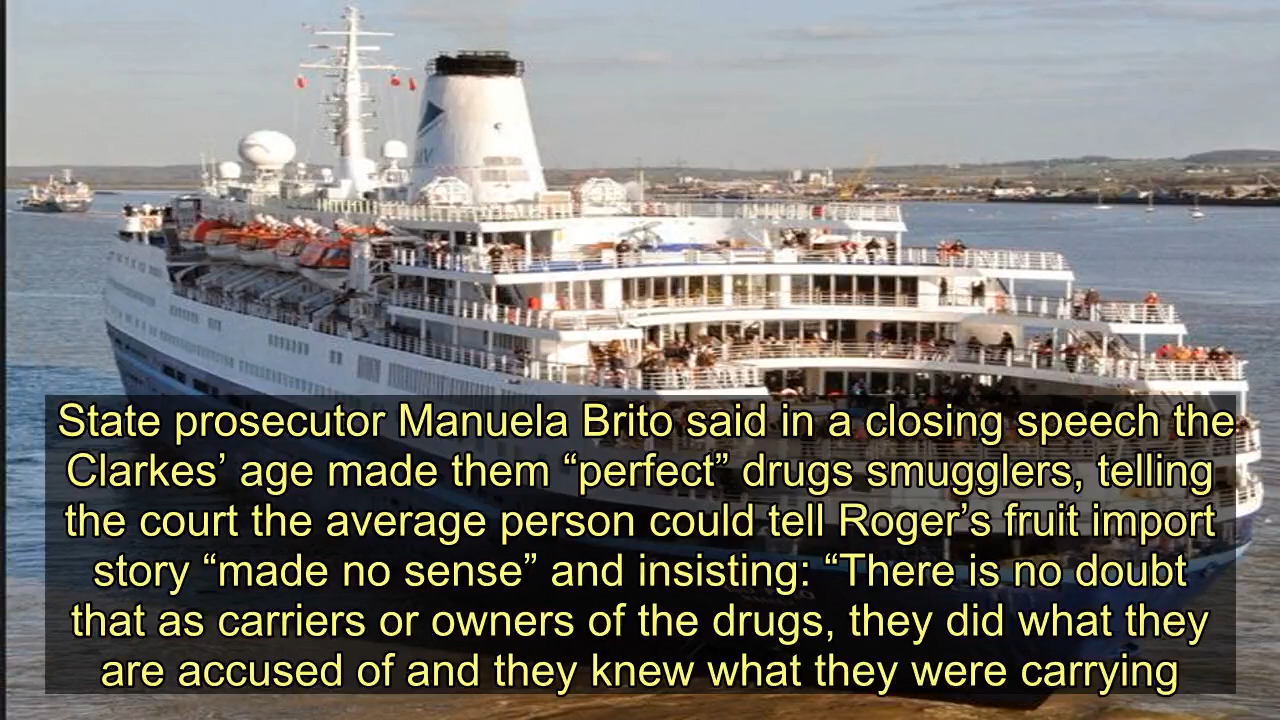 State prosecutor Manuela Brito said in a closing speech the
Clarkes’ age made them “perfect” drugs smugglers, telling
the court the average person could tell Roger’s fruit import
story “made no sense” and insisting: “There is no doubt
that as carriers or owners of the drugs, they did what they
are accused of and they knew what they were carrying